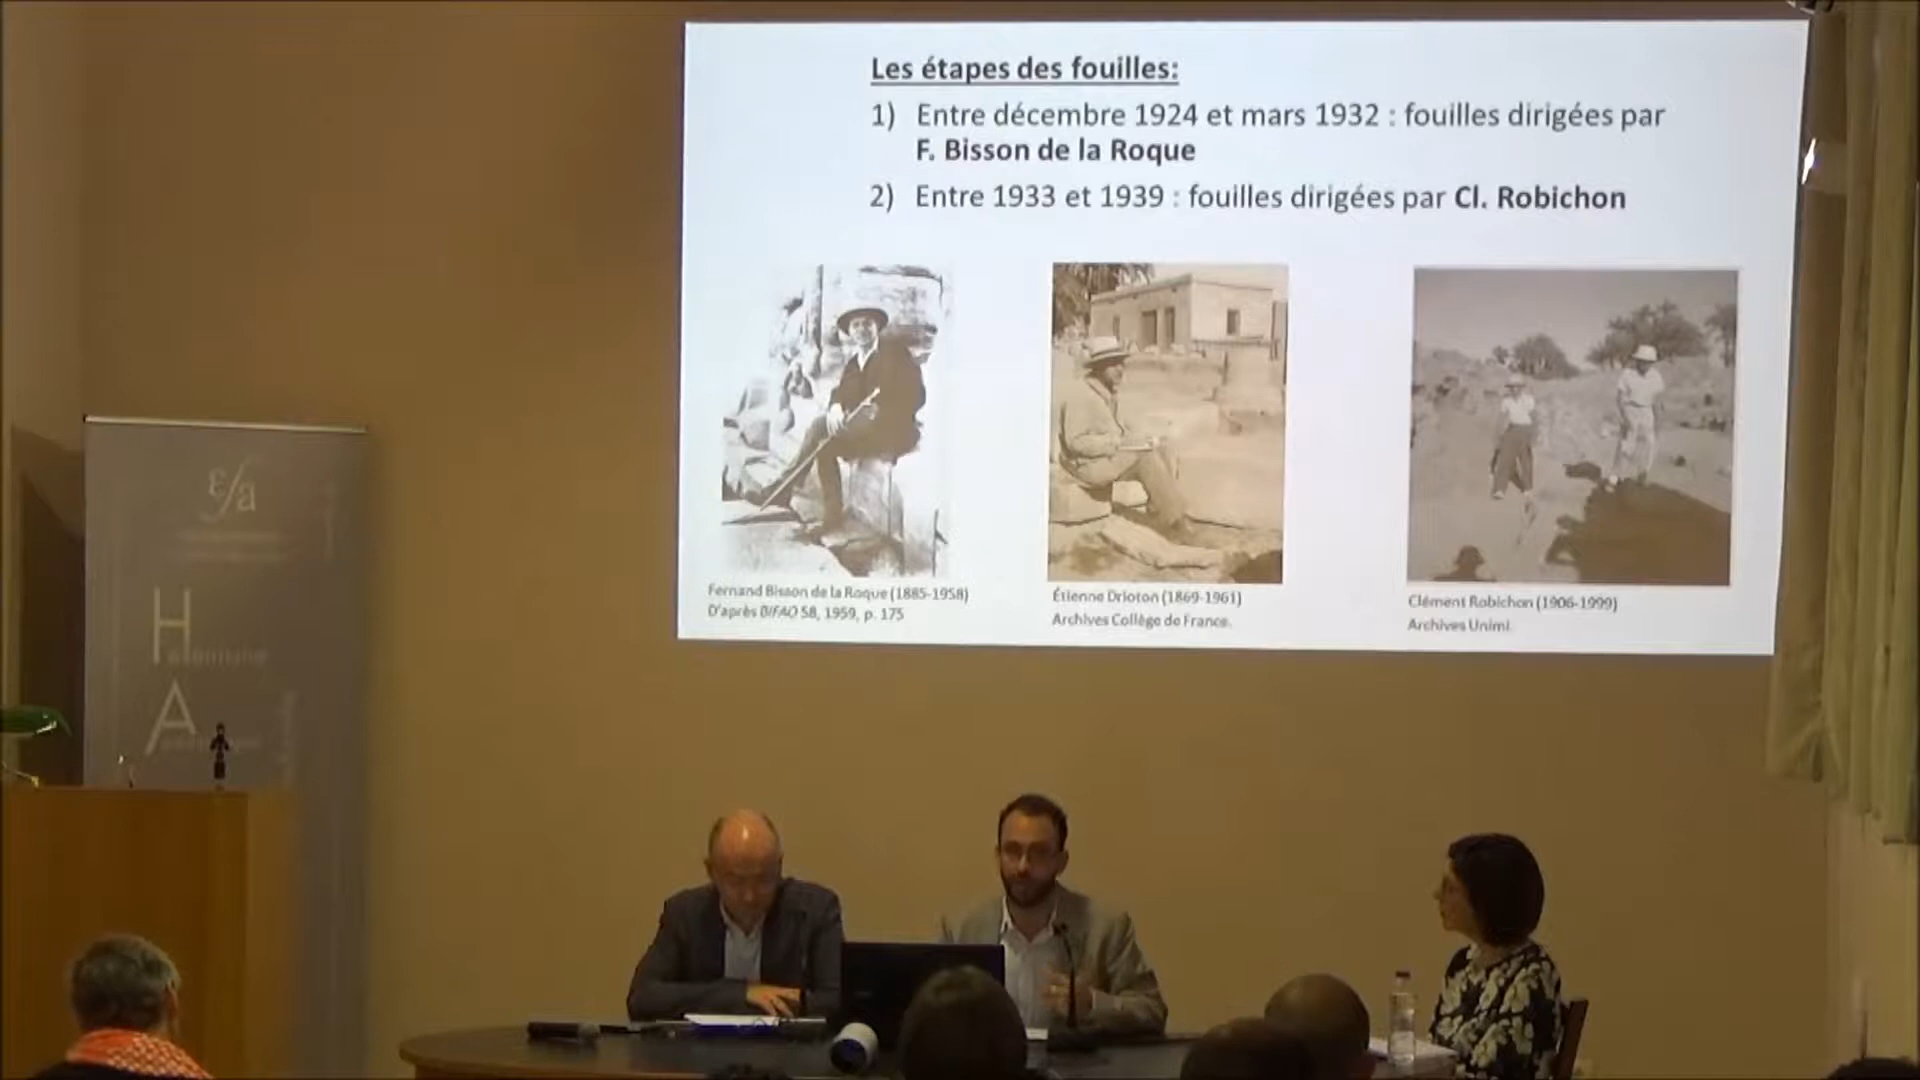 Les étapes des fouilles:
1) Entre décembre 1924 et mars 1932 : fouilles dirigées par
F. Bisson de la Roque
2) Entre 1933 et 1939 : fouilles dirigées par Cl. Robichon
Fernand Bisson de la Roque (1885-1958)
D'après BIFAO 58, 1959, p. 175
Étienne Drioton (1869-1961)
Archives Collège de France.
Clément Robichon (1906-1999)
Archives Unimi.
εfa
H
A